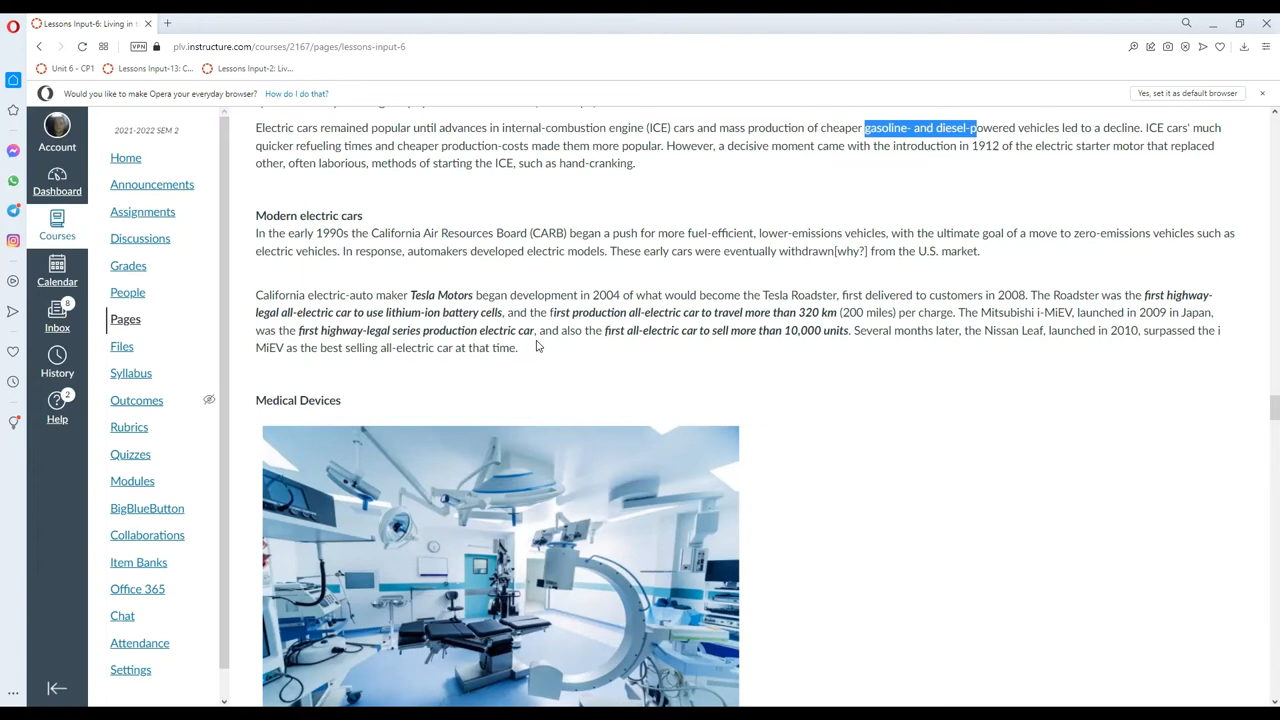 Lessons Input-6: Living in
plv.instructure.com/courses/2167/pages/lessons-input-6
VPN
Unit 6 - CP1
Lessons Input-13: C...
Lessons Input-2: Liv...
Would you like to make Opera your everyday browser? How do I do that?
Yes, set it as default browser
Account
Dashboard
Courses
Calendar
8
Inbox
History
2
Help
2021-2022 SEM 2
Home
Announcements
Assignments
Discussions
Grades
People
Pages
Files
Syllabus
Outcomes
Rubrics
Quizzes
Modules
BigBlueButton
Collaborations
Item Banks
Office 365
Chat
Attendance
Settings
Electric cars remained popular until advances in internal-combustion engine (ICE) cars and mass production of cheaper gasoline- and diesel-powered vehicles led to a decline. ICE cars' much
quicker refueling times and cheaper production-costs made them more popular. However, a decisive moment came with the introduction in 1912 of the electric starter motor that replaced
other, often laborious, methods of starting the ICE, such as hand-cranking.
Modern electric cars
In the early 1990s the California Air Resources Board (CARB) began a push for more fuel-efficient, lower-emissions vehicles, with the ultimate goal of a move to zero-emissions vehicles such as
electric vehicles. In response, automakers developed electric models. These early cars were eventually withdrawn[why?] from the U.S. market.
California electric-auto maker Tesla Motors began development in 2004 of what would become the Tesla Roadster, first delivered to customers in 2008. The Roadster was the first highway-
legal all-electric car to use lithium-ion battery cells, and the first production all-electric car to travel more than 320 km (200 miles) per charge. The Mitsubishi i-MiEV, launched in 2009 in Japan,
was the first highway-legal series production electric car, and also the first all-electric car to sell more than 10,000 units. Several months later, the Nissan Leaf, launched in 2010, surpassed the i
MiEV as the best selling all-electric car at that time.
Medical Devices